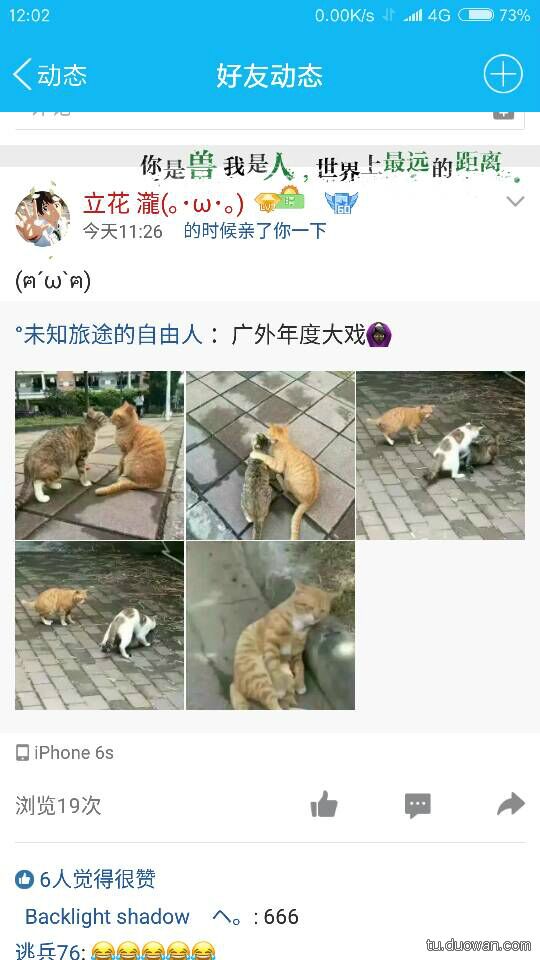 12:02 0.00K/s 4G 73%
动态 好友动态
你是兽我是人，世界上最远的距离
立花 瀧(｡･ω･｡)
今天11:26 的时候亲了你一下
(ฅ´ω`ฅ)
°未知旅途的自由人： 广外年度大戏
iPhone 6s
浏览19次
6人觉得很赞
Backlight shadow へ。: 666
逃兵76:
tu.duowan.com